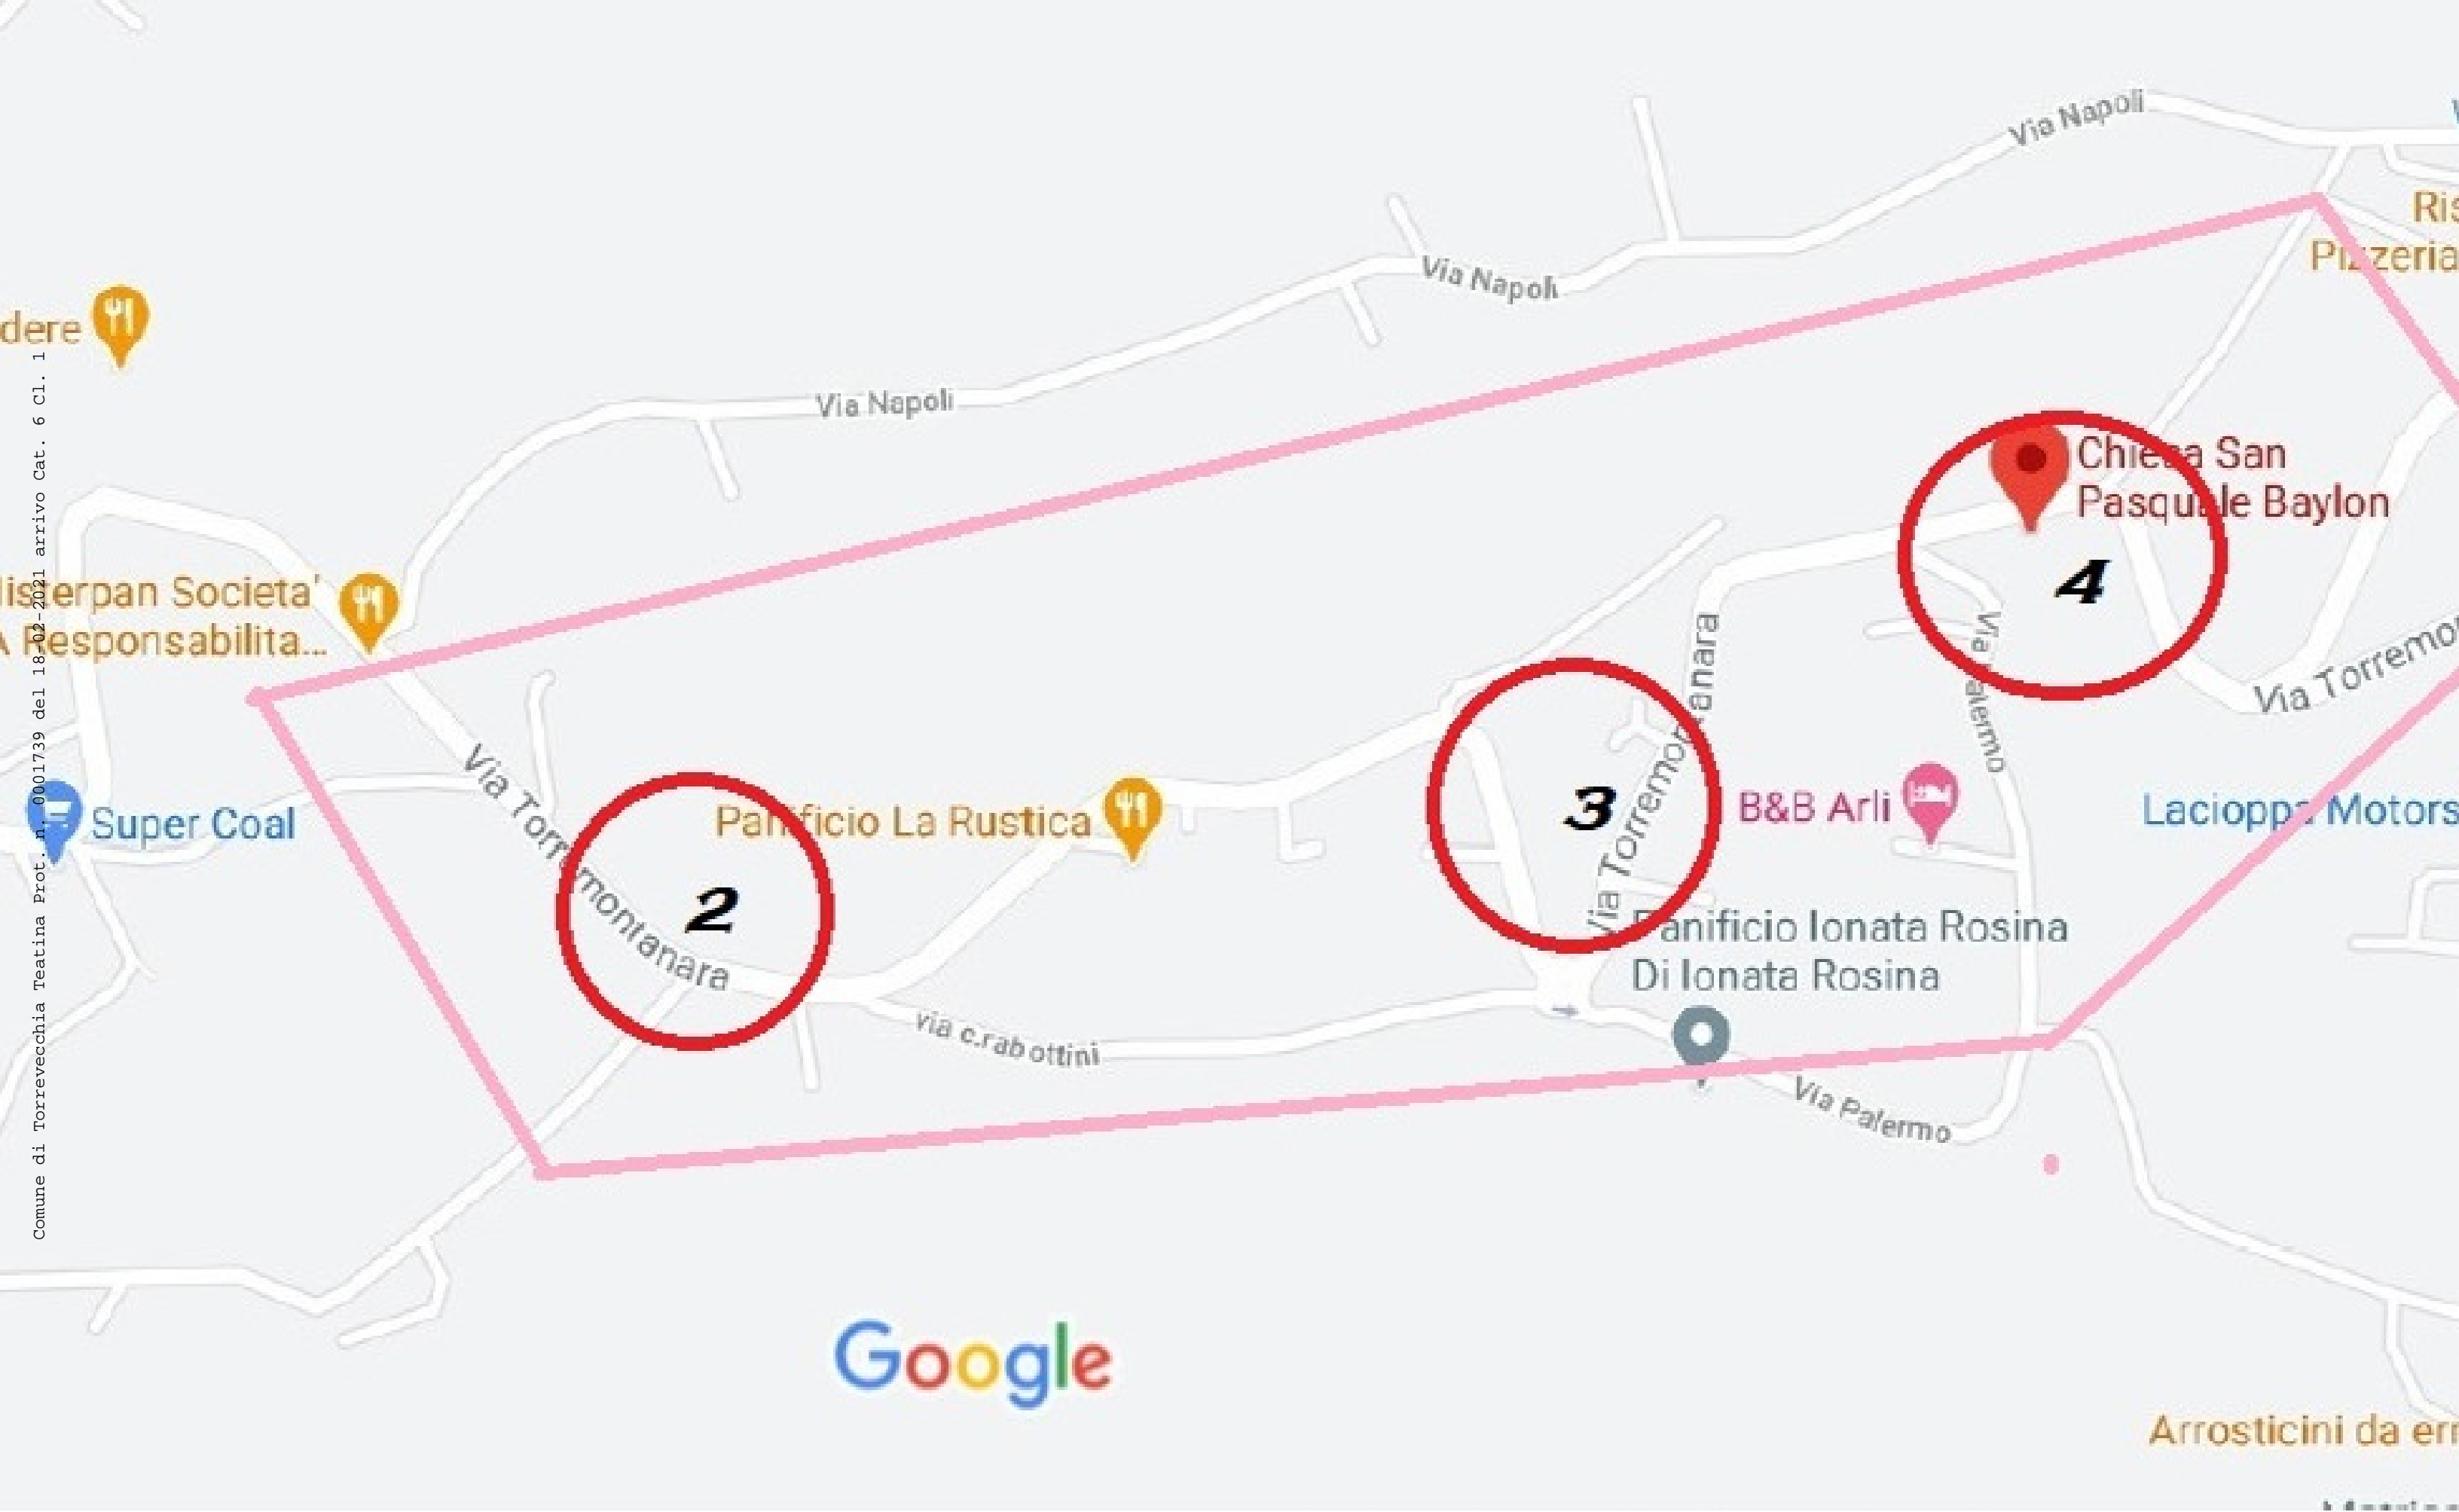 Via Napoli
Via Napoli
Via Napoli
Ris
Pizzeria
dere
Comune di Torrevecchia Teatina Prot. n. 0001739 del 18-02-2021 arrivo Cat. 6 Cl. 1
Chiesa San
Pasquale Baylon
4
isterpan Societa'
A Responsabilita...
Via Torremontanara
Super Coal
Panificio La Rustica
2
3
Via Torremontanara
Via Palermo
Via Torremo
B&B Arli
Lacioppa Motors
Panificio Ionata Rosina
Di Ionata Rosina
via c.rabottini
Via Palermo
Google
Arrosticini da err